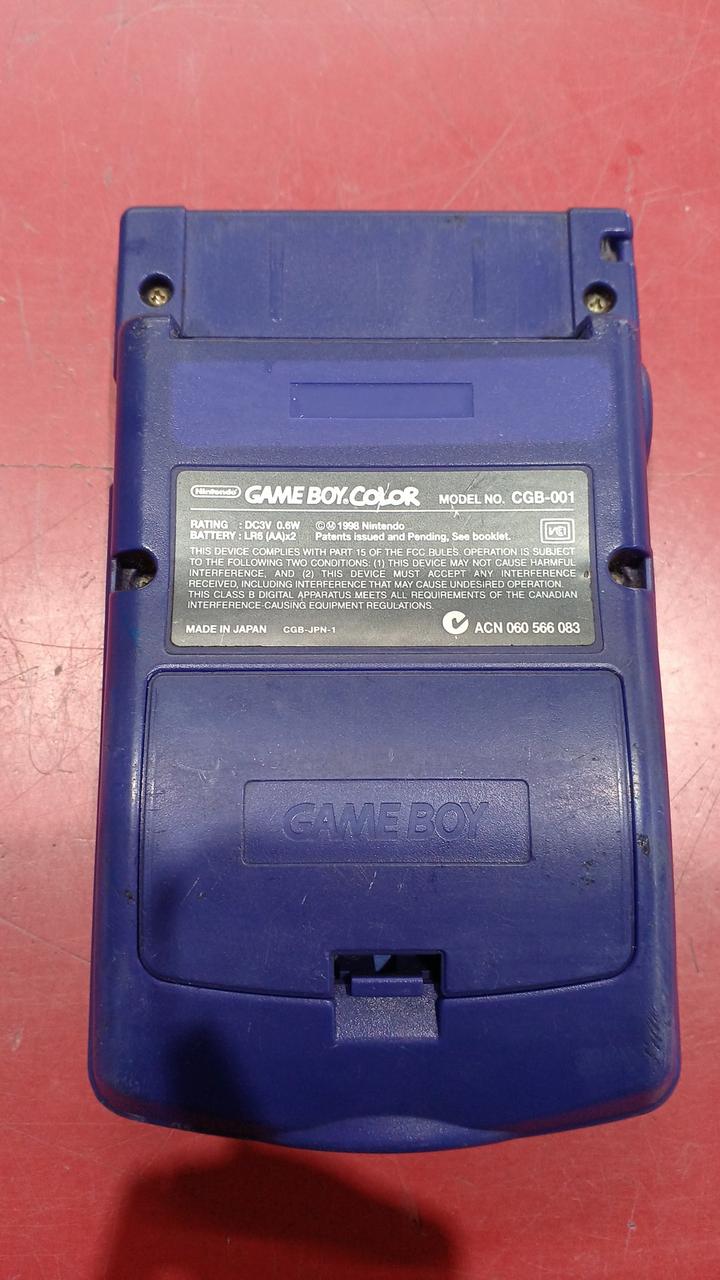 Nintendo GAME BOY COLOR MODEL NO. CGB-001
RATING : DC3V 0.6W ©Ⓜ1998 Nintendo
BATTERY : LR6 (AA)x2 Patents issued and Pending, See booklet.
THIS DEVICE COMPLIES WITH PART 15 OF THE FCC RULES. OPERATION IS SUBJECT
TO THE FOLLOWING TWO CONDITIONS: (1) THIS DEVICE MAY NOT CAUSE HARMFUL
INTERFERENCE, AND (2) THIS DEVICE MUST ACCEPT ANY INTERFERENCE
RECEIVED, INCLUDING INTERFERENCE THAT MAY CAUSE UNDESIRED OPERATION.
THIS CLASS B DIGITAL APPARATUS MEETS ALL REQUIREMENTS OF THE CANADIAN
INTERFERENCE-CAUSING EQUIPMENT REGULATIONS.
MADE IN JAPAN CGB-JPN-1 ACN 060 566 083
GAME BOY